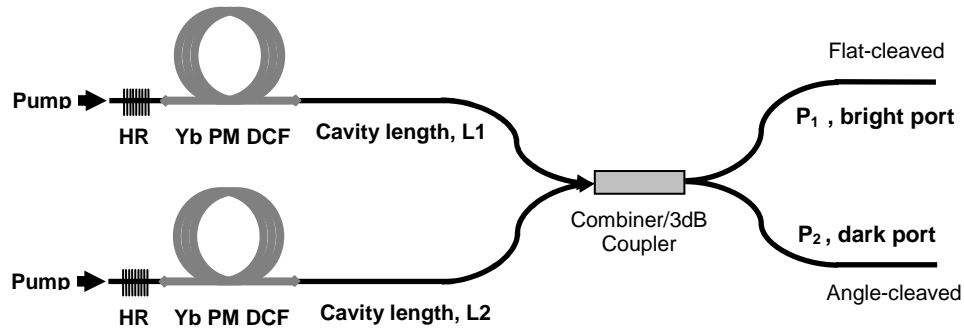 Flat-cleaved
Pump
HR Yb PM DCF Cavity length, L1
P₁ , bright port
Combiner/3dB
Coupler
P₂ , dark port
Pump
HR Yb PM DCF Cavity length, L2
Angle-cleaved